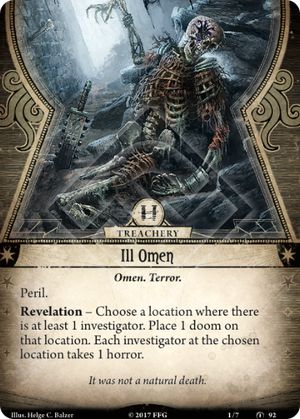 TREACHERY
Ill Omen
Omen. Terror.
Peril.
Revelation – Choose a location where there
is at least 1 investigator. Place 1 doom on
that location. Each investigator at the chosen
location takes 1 horror.
It was not a natural death.
Illus. Helge C. Balzer
© 2017 FFG
1/7
92